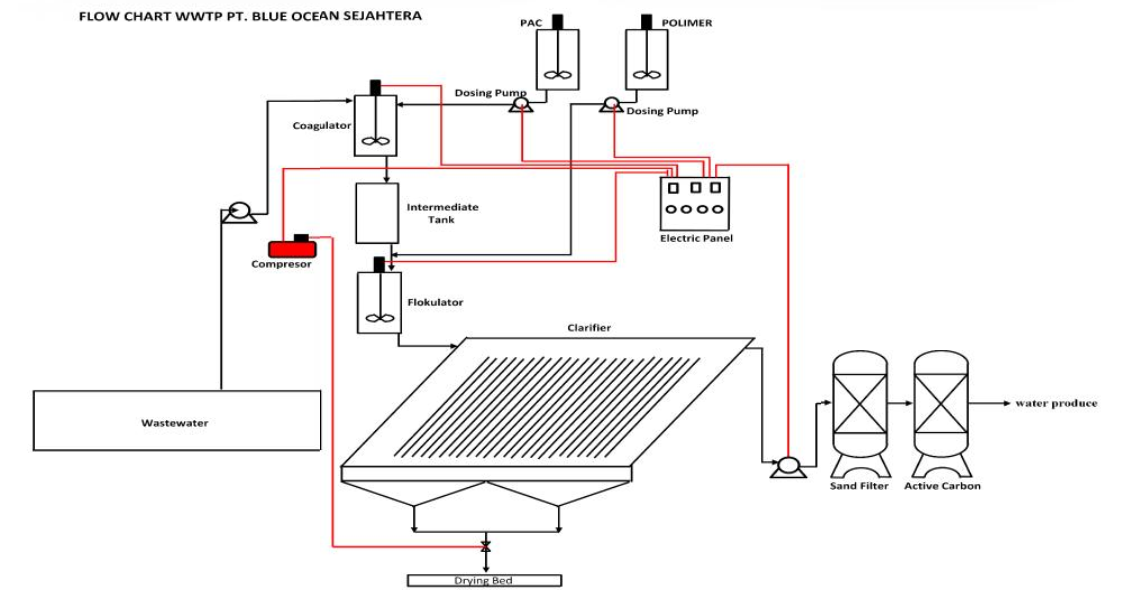 FLOW CHART WWTP PT. BLUE OCEAN SEJAHTERA
PAC
POLIMER
Dosing Pump
Dosing Pump
Coagulator
Intermediate
Tank
Electric Panel
Compresor
Flokulator
Clarifier
Wastewater
water produce
Sand Filter
Active Carbon
Drying Bed